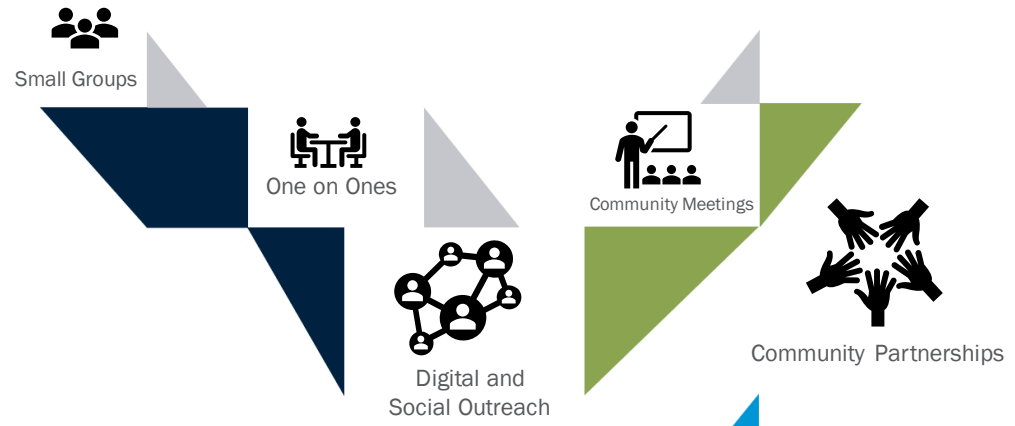 Small Groups
One on Ones
Community Meetings
Digital and
Social Outreach
Community Partnerships